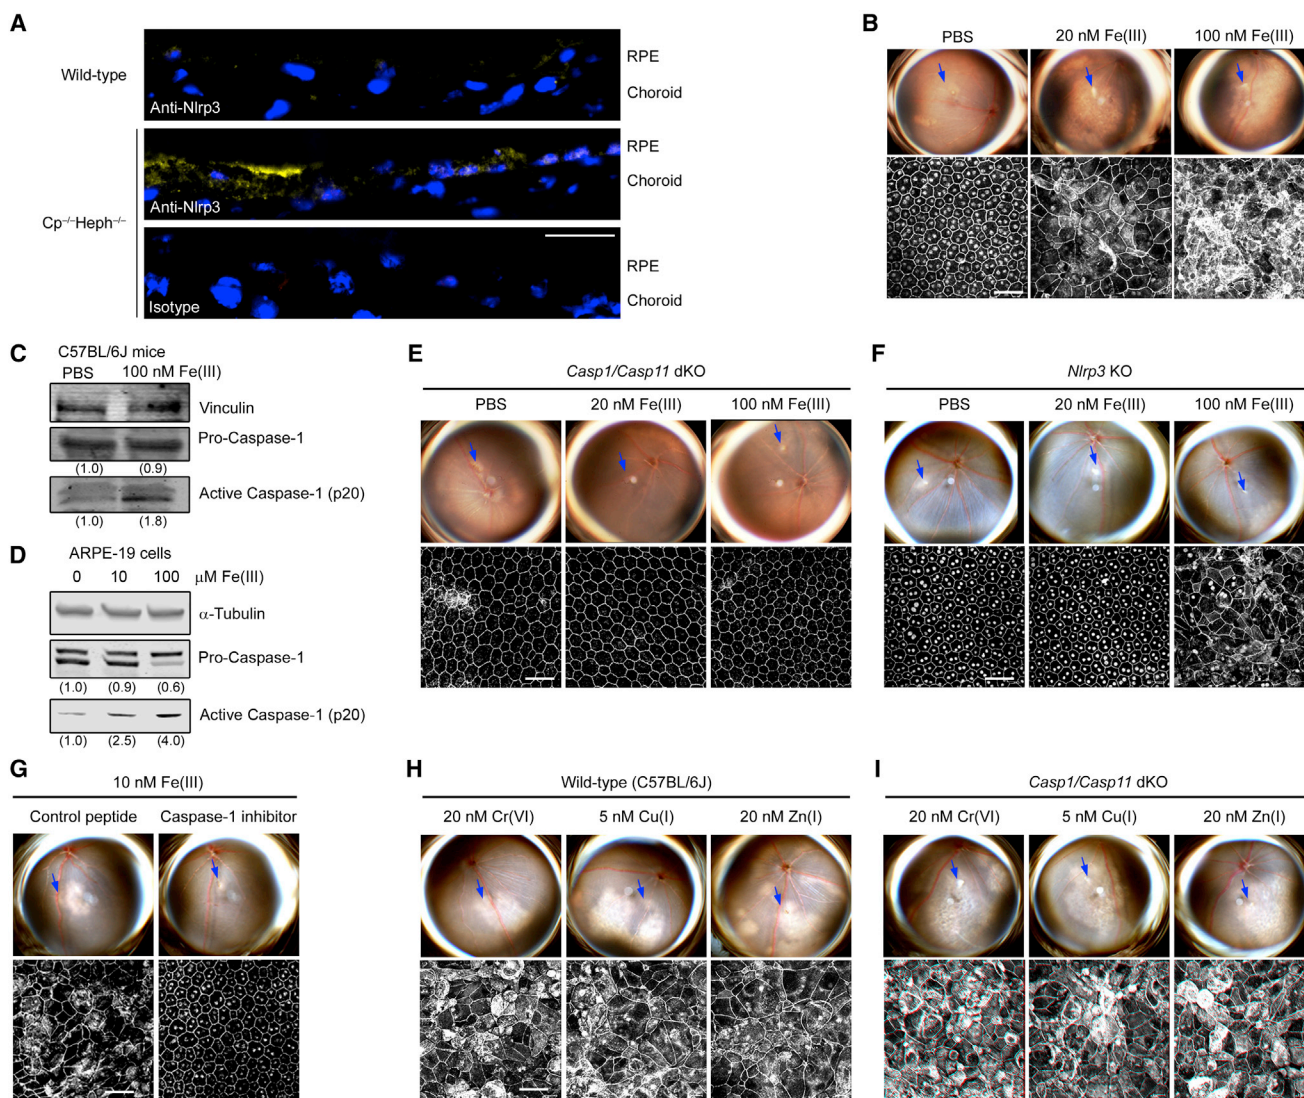 A
Wild-type
Anti-Nlrp3
RPE
Choroid
Cp–/–Heph–/–
Anti-Nlrp3
RPE
Choroid
Isotype
RPE
Choroid
B
PBS 20 nM Fe(III) 100 nM Fe(III)
C
C57BL/6J mice
PBS 100 nM Fe(III)
Vinculin
Pro-Caspase-1
(1.0) (0.9)
Active Caspase-1 (p20)
(1.0) (1.8)
D
ARPE-19 cells
0 10 100 μM Fe(III)
α-Tubulin
Pro-Caspase-1
(1.0) (0.9) (0.6)
Active Caspase-1 (p20)
(1.0) (2.5) (4.0)
E
Casp1/Casp11 dKO
PBS 20 nM Fe(III) 100 nM Fe(III)
F
Nlrp3 KO
PBS 20 nM Fe(III) 100 nM Fe(III)
G
10 nM Fe(III)
Control peptide Caspase-1 inhibitor
H
Wild-type (C57BL/6J)
20 nM Cr(VI) 5 nM Cu(I) 20 nM Zn(I)
I
Casp1/Casp11 dKO
20 nM Cr(VI) 5 nM Cu(I) 20 nM Zn(I)